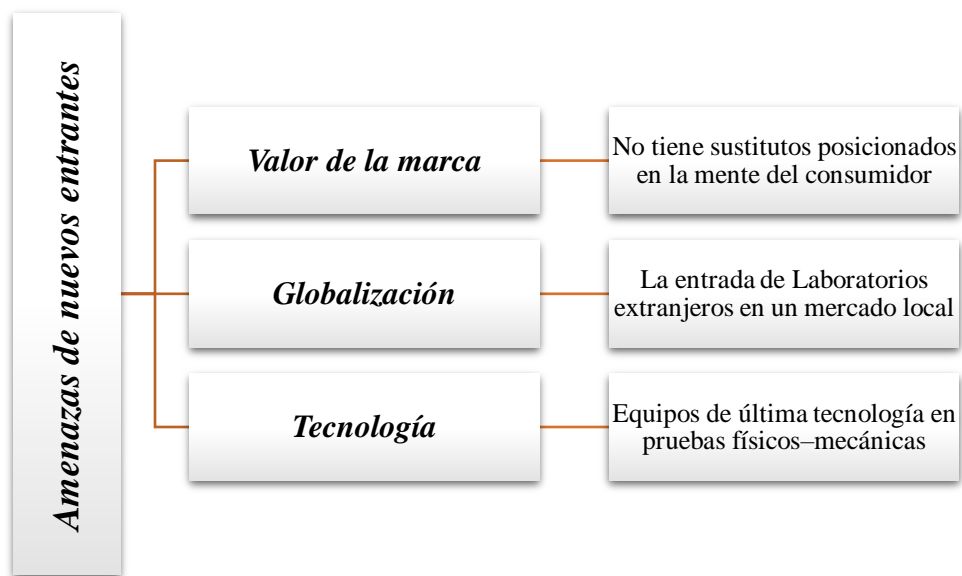 Amenazas de nuevos entrantes
Valor de la marca
No tiene sustitutos posicionados
en la mente del consumidor
Globalización
La entrada de Laboratorios
extranjeros en un mercado local
Tecnología
Equipos de última tecnología en
pruebas físicos–mecánicas